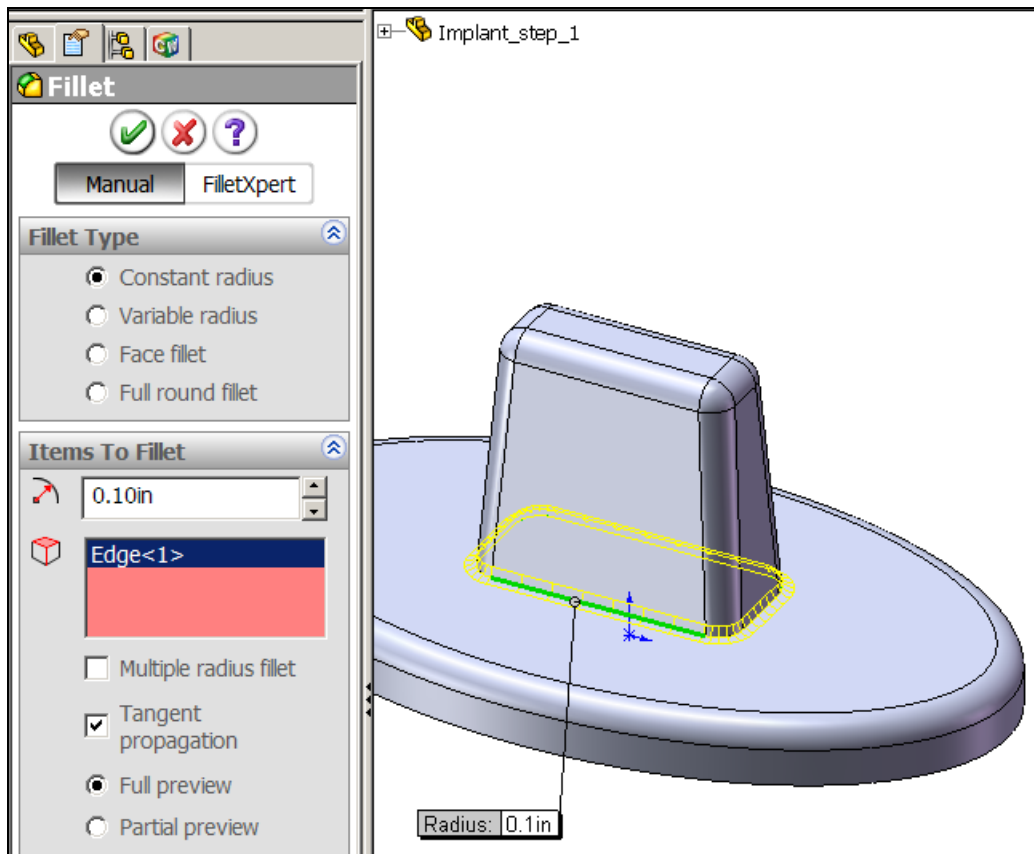 Implant_step_1
Fillet
Manual FilletXpert
Fillet Type
Constant radius
Variable radius
Face fillet
Full round fillet
Items To Fillet
0.10in
Edge<1>
Multiple radius fillet
Tangent
propagation
Full preview
Partial preview
Radius: 0.1in